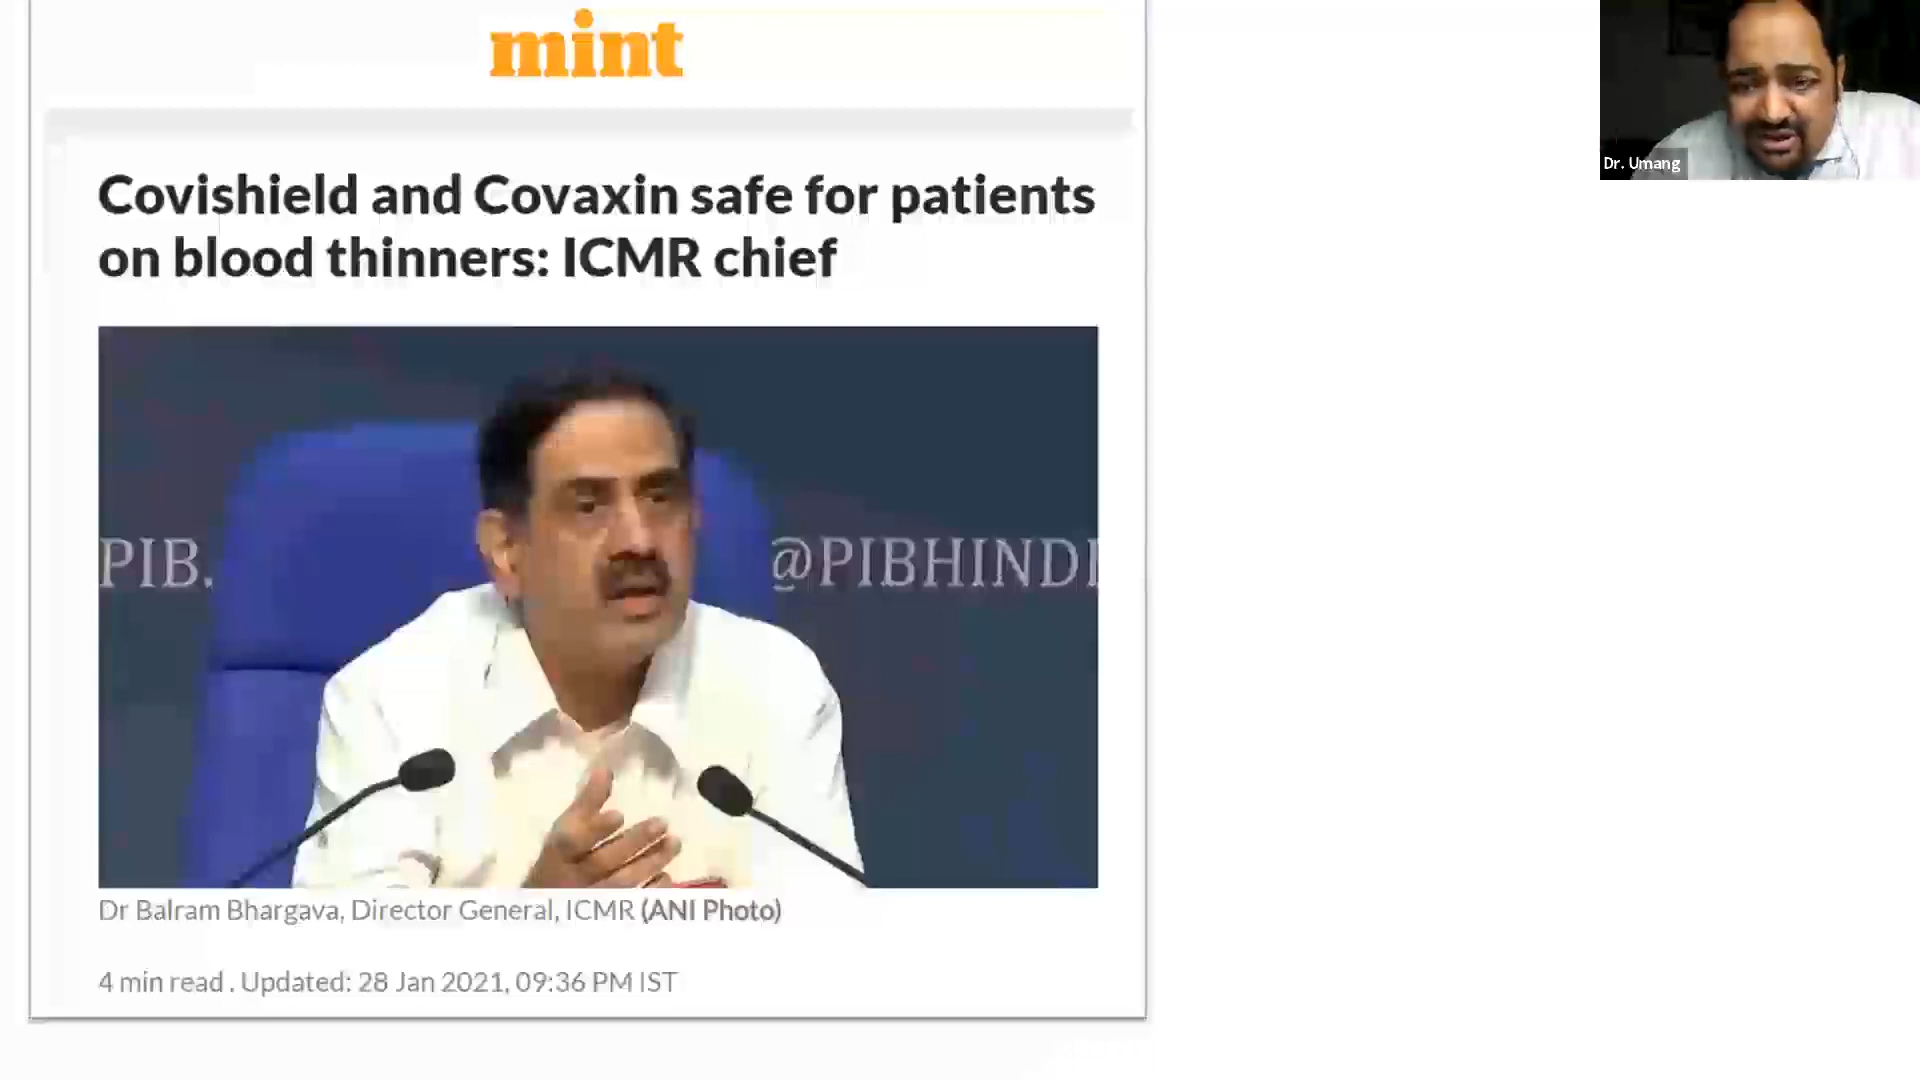 mint
Dr. Umang
Covishield and Covaxin safe for patients
on blood thinners: ICMR chief
PIB.
@PIBHINDI
Dr Balram Bhargava, Director General, ICMR (ANI Photo)
4 min read . Updated: 28 Jan 2021, 09:36 PM IST